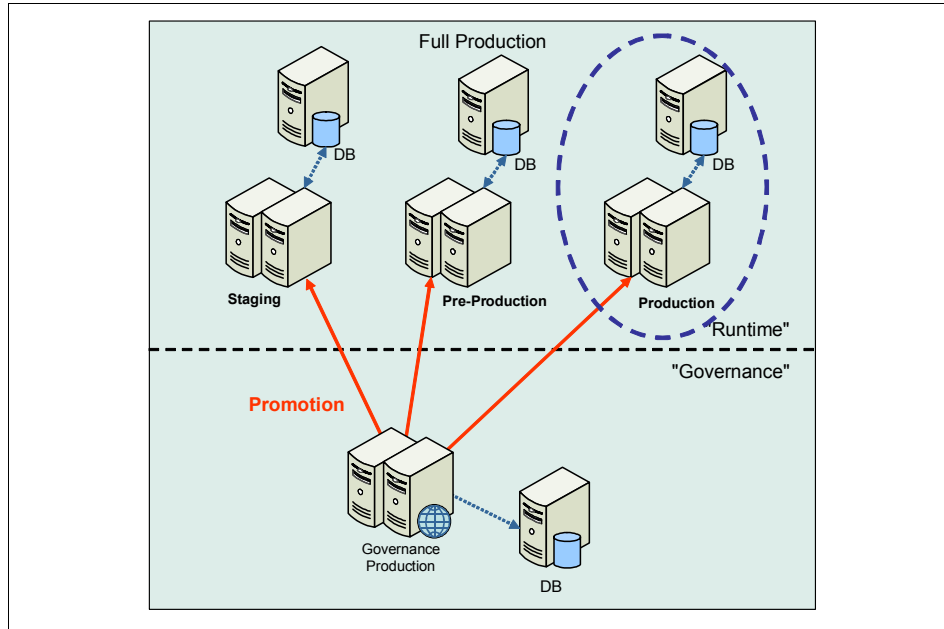 Full Production
DB
DB
DB
Staging
Pre-Production
Production
"Runtime"
"Governance"
Promotion
Governance
Production
DB